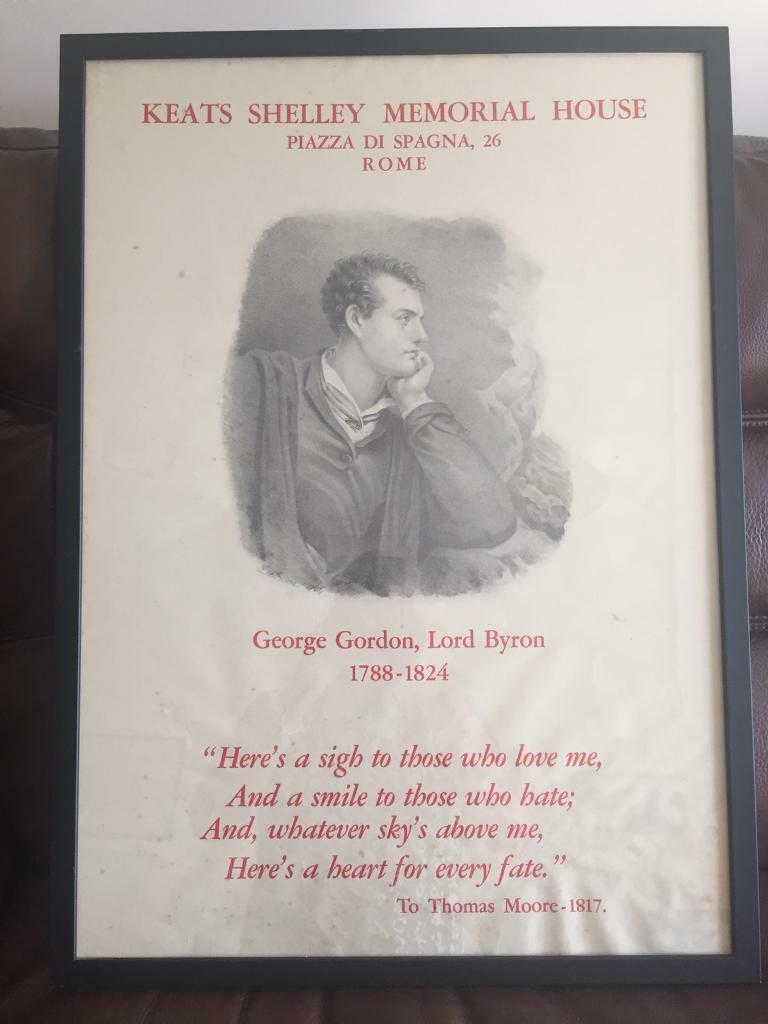 KEATS SHELLEY MEMORIAL HOUSE
PIAZZA DI SPAGNA, 26
ROME
George Gordon, Lord Byron
1788-1824
“Here's a sigh to those who love me,
And a smile to those who hate;
And, whatever sky's above me,
Here's a heart for every fate.”
To Thomas Moore-1817.